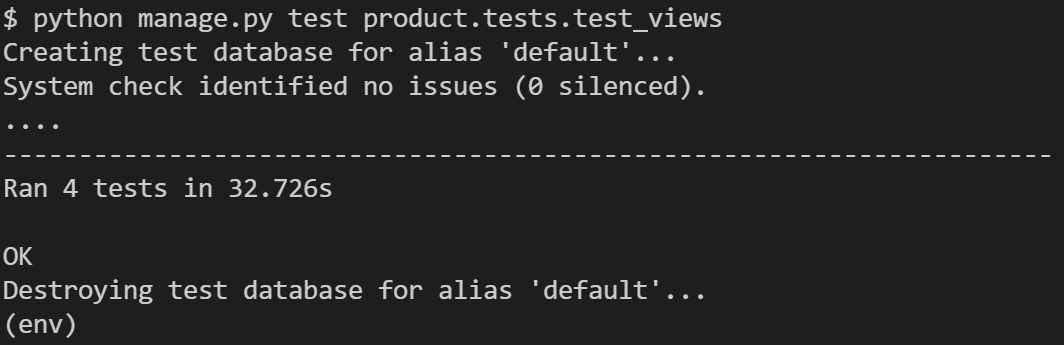 $ python manage.py test product.tests.test_views
Creating test database for alias 'default'...
System check identified no issues (0 silenced).
....
----------------------------------------------------------------------
Ran 4 tests in 32.726s

OK
Destroying test database for alias 'default'...
(env)